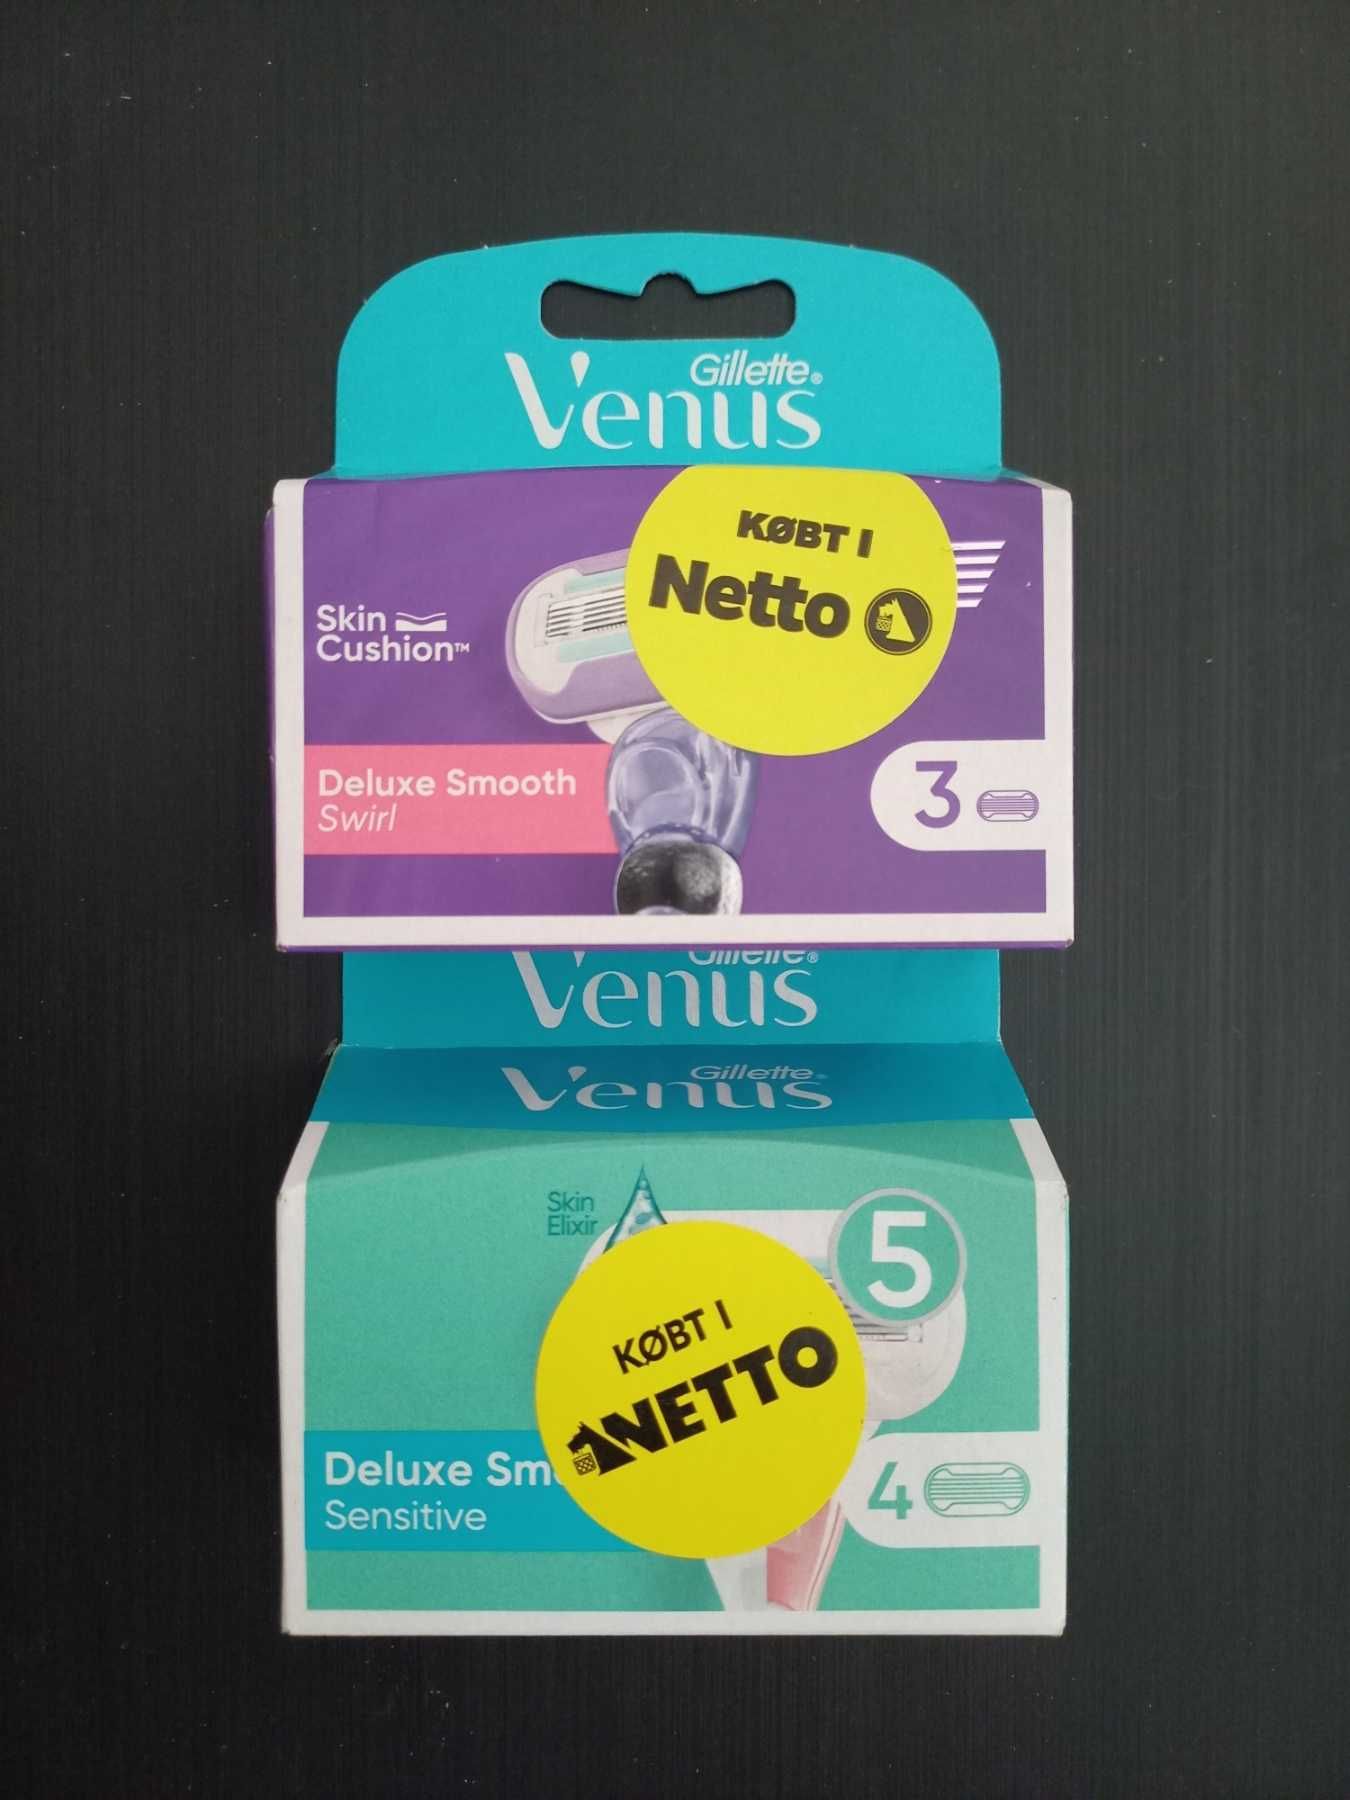 Gillette®
Venus
KØBT I
Netto
Skin
Cushion™
Deluxe Smooth
Swirl
3
Gillette®
Venus
Gillette®
Venus
Skin
Elixir
5
KØBT I
NETTO
Deluxe
Sensitive
4